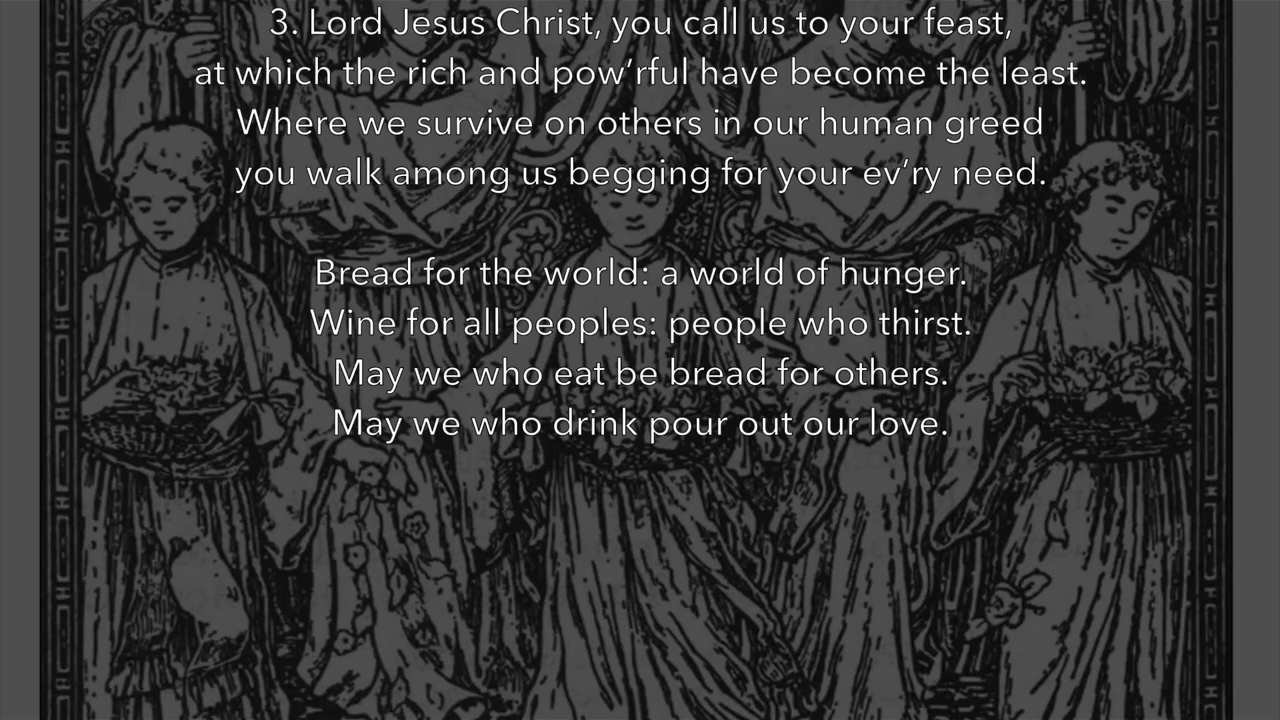 3. Lord Jesus Christ, you call us to your feast,
at which the rich and pow’rful have become the least.
Where we survive on others in our human greed
you walk among us begging for your ev’ry need.
Bread for the world: a world of hunger.
Wine for all peoples: people who thirst.
May we who eat be bread for others.
May we who drink pour out our love.